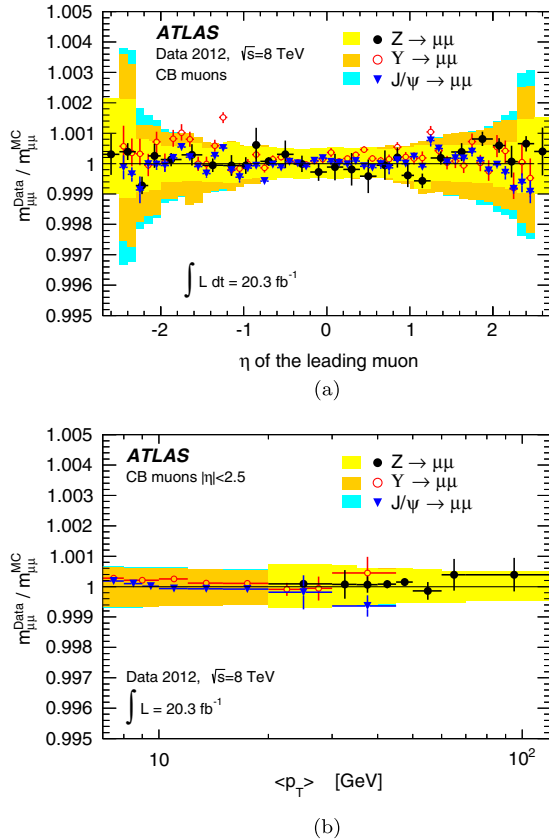 m_μμ^Data / m_μμ^MC
1.005
1.004
1.003
1.002
1.001
1
0.999
0.998
0.997
0.996
0.995
ATLAS
Data 2012, √s=8 TeV
CB muons
Z → μμ
Υ → μμ
J/ψ → μμ
∫ L dt = 20.3 fb⁻¹
-2 -1 0 1 2
η of the leading muon
(a)
m_μμ^Data / m_μμ^MC
1.005
1.004
1.003
1.002
1.001
1
0.999
0.998
0.997
0.996
0.995
ATLAS
CB muons |η|<2.5
Z → μμ
Υ → μμ
J/ψ → μμ
Data 2012, √s=8 TeV
∫ L = 20.3 fb⁻¹
10 10²
<p_T> [GeV]
(b)